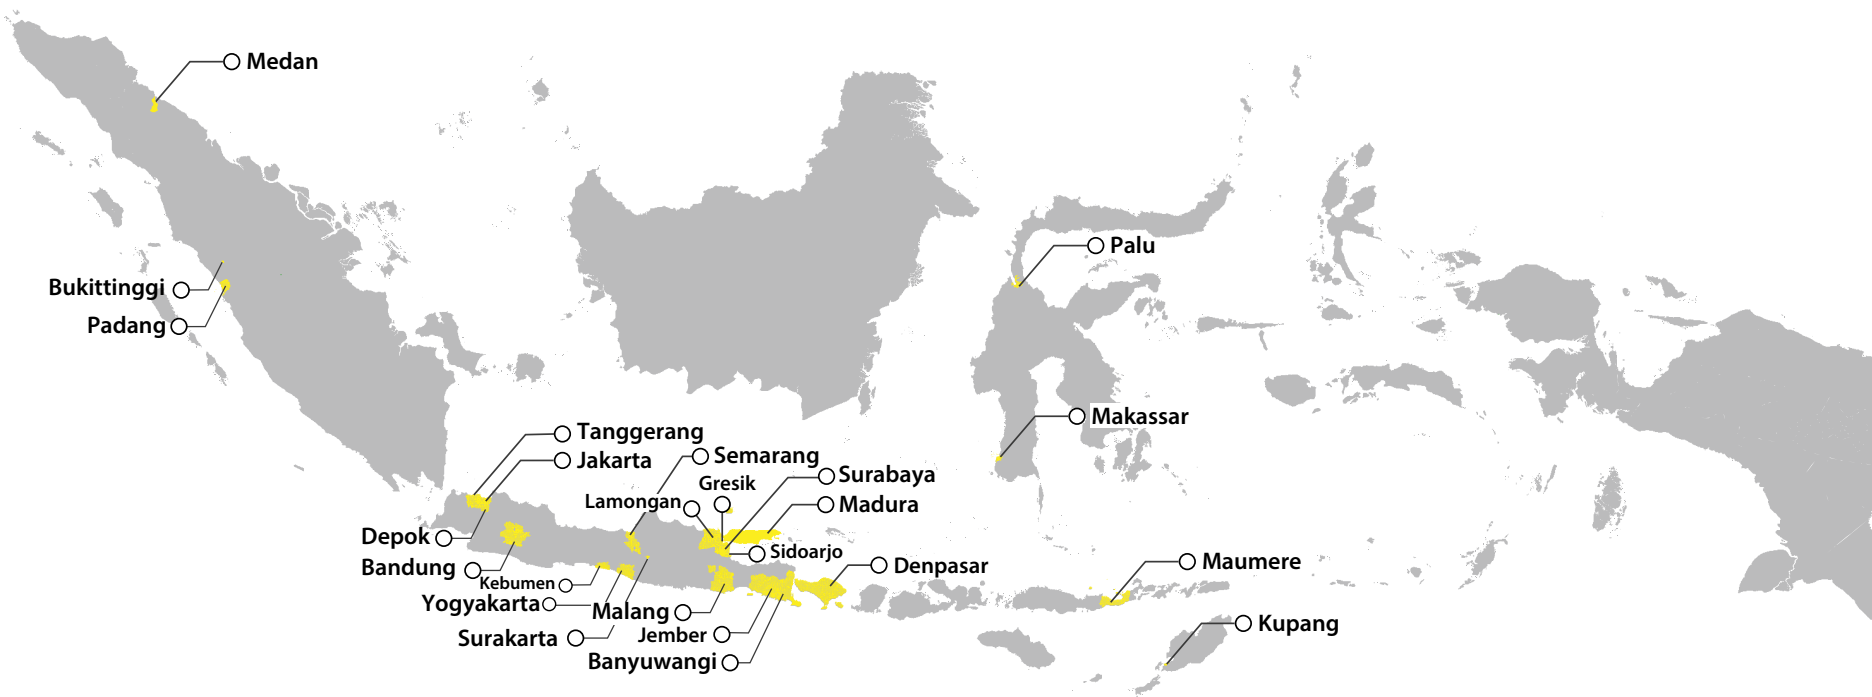 Medan
Palu
Bukittinggi
Padang
Makassar
Tanggerang
Jakarta
Semarang
Surabaya
Gresik
Lamongan
Madura
Depok
Sidoarjo
Bandung
Denpasar
Maumere
Kebumen
Yogyakarta
Malang
Kupang
Surakarta
Jember
Banyuwangi